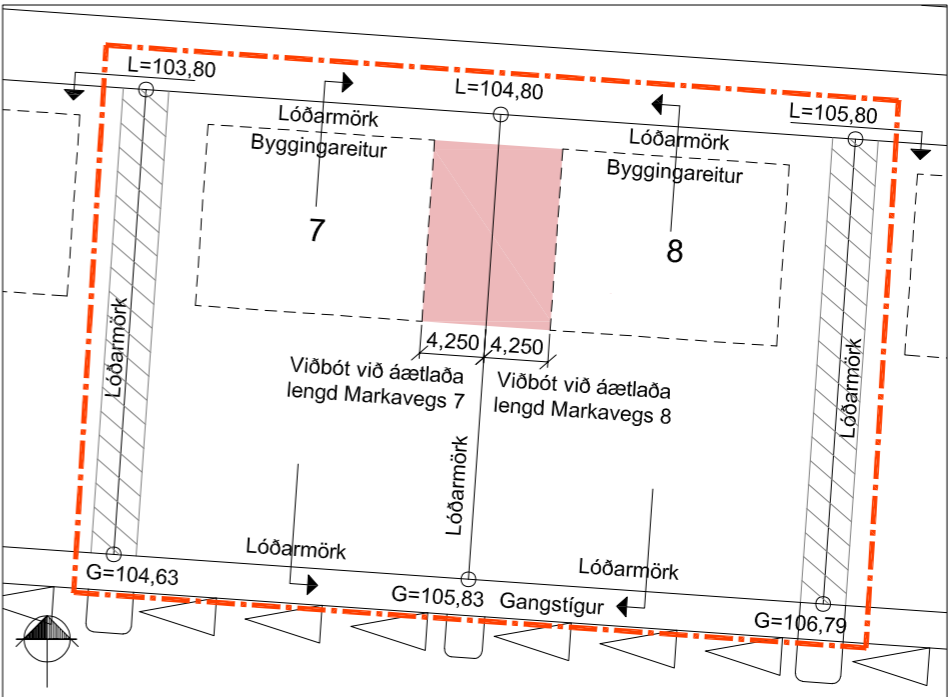 L=103,80
L=104,80
L=105,80
Lóðarmörk
Lóðarmörk
Byggingareitur
Byggingareitur
7
8
Lóðarmörk
4,250
4,250
Lóðarmörk
Viðbót við áætlaða
lengd Markavegs 7
Viðbót við áætlaða
lengd Markavegs 8
Lóðarmörk
Lóðarmörk
Lóðarmörk
G=104,63
G=105,83
Gangstígur
G=106,79